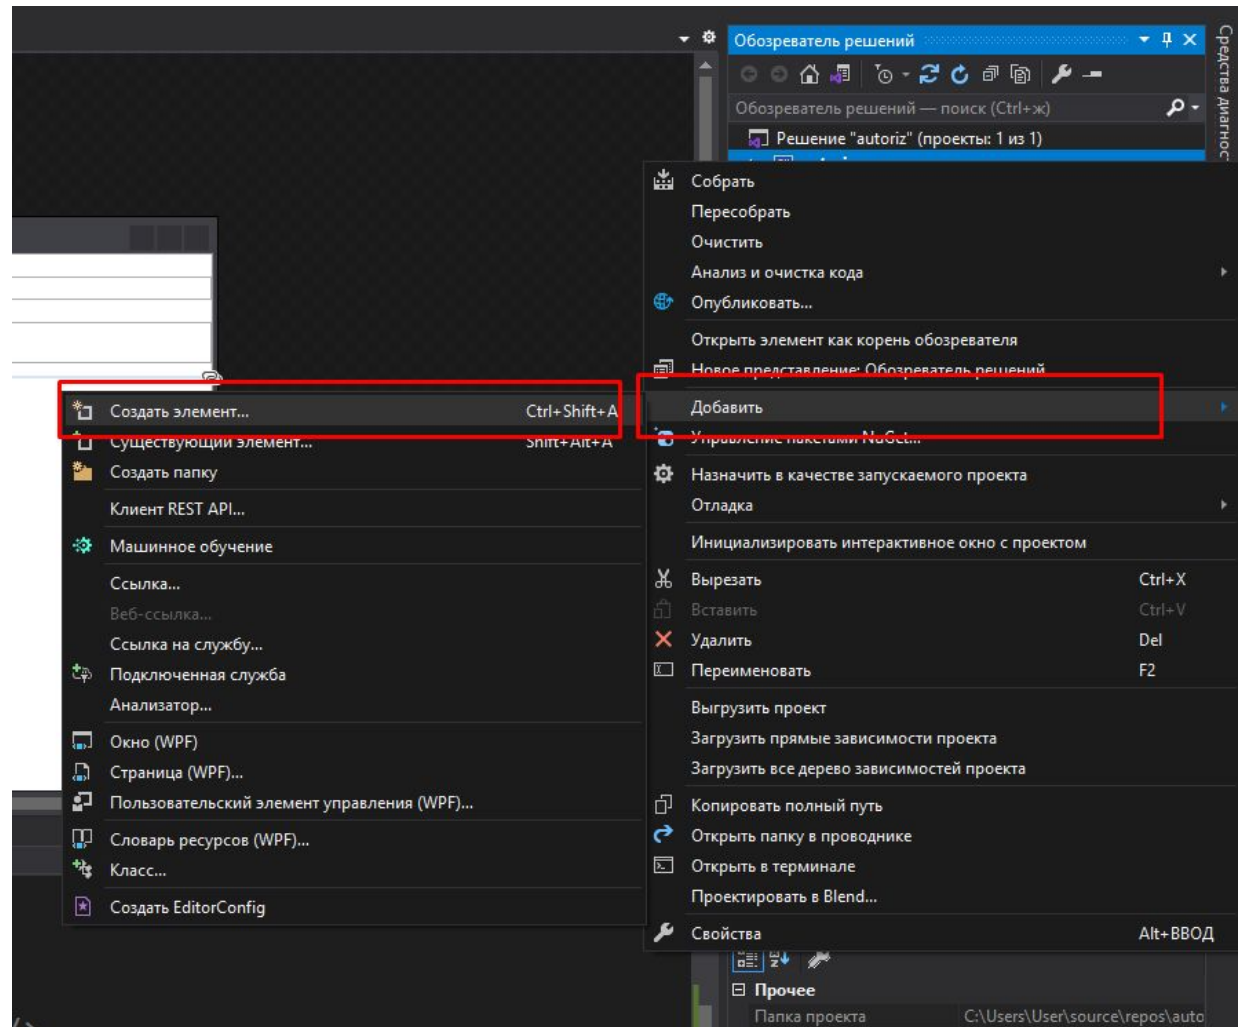 Обозреватель решений
Обозреватель решений — поиск (Ctrl+ж)
Решение "autoriz" (проекты: 1 из 1)
Средства диагнос
Собрать
Пересобрать
Очистить
Анализ и очистка кода
Опубликовать...
Открыть элемент как корень обозревателя
Новое представление: Обозреватель решений
Добавить
Управление пакетами NuGet...
Назначить в качестве запускаемого проекта
Отладка
Инициализировать интерактивное окно с проектом
Вырезать Ctrl+X
Вставить Ctrl+V
Удалить Del
Переименовать F2
Выгрузить проект
Загрузить прямые зависимости проекта
Загрузить все дерево зависимостей проекта
Копировать полный путь
Открыть папку в проводнике
Открыть в терминале
Проектировать в Blend...
Свойства Alt+ВВОД
Создать элемент... Ctrl+Shift+A
Существующий элемент... Shift+Alt+A
Создать папку
Клиент REST API...
Машинное обучение
Ссылка...
Веб-ссылка...
Ссылка на службу...
Подключенная служба
Анализатор...
Окно (WPF)
Страница (WPF)...
Пользовательский элемент управления (WPF)...
Словарь ресурсов (WPF)...
Класс...
Создать EditorConfig
Прочее
Папка проекта C:\Users\User\source\repos\auto